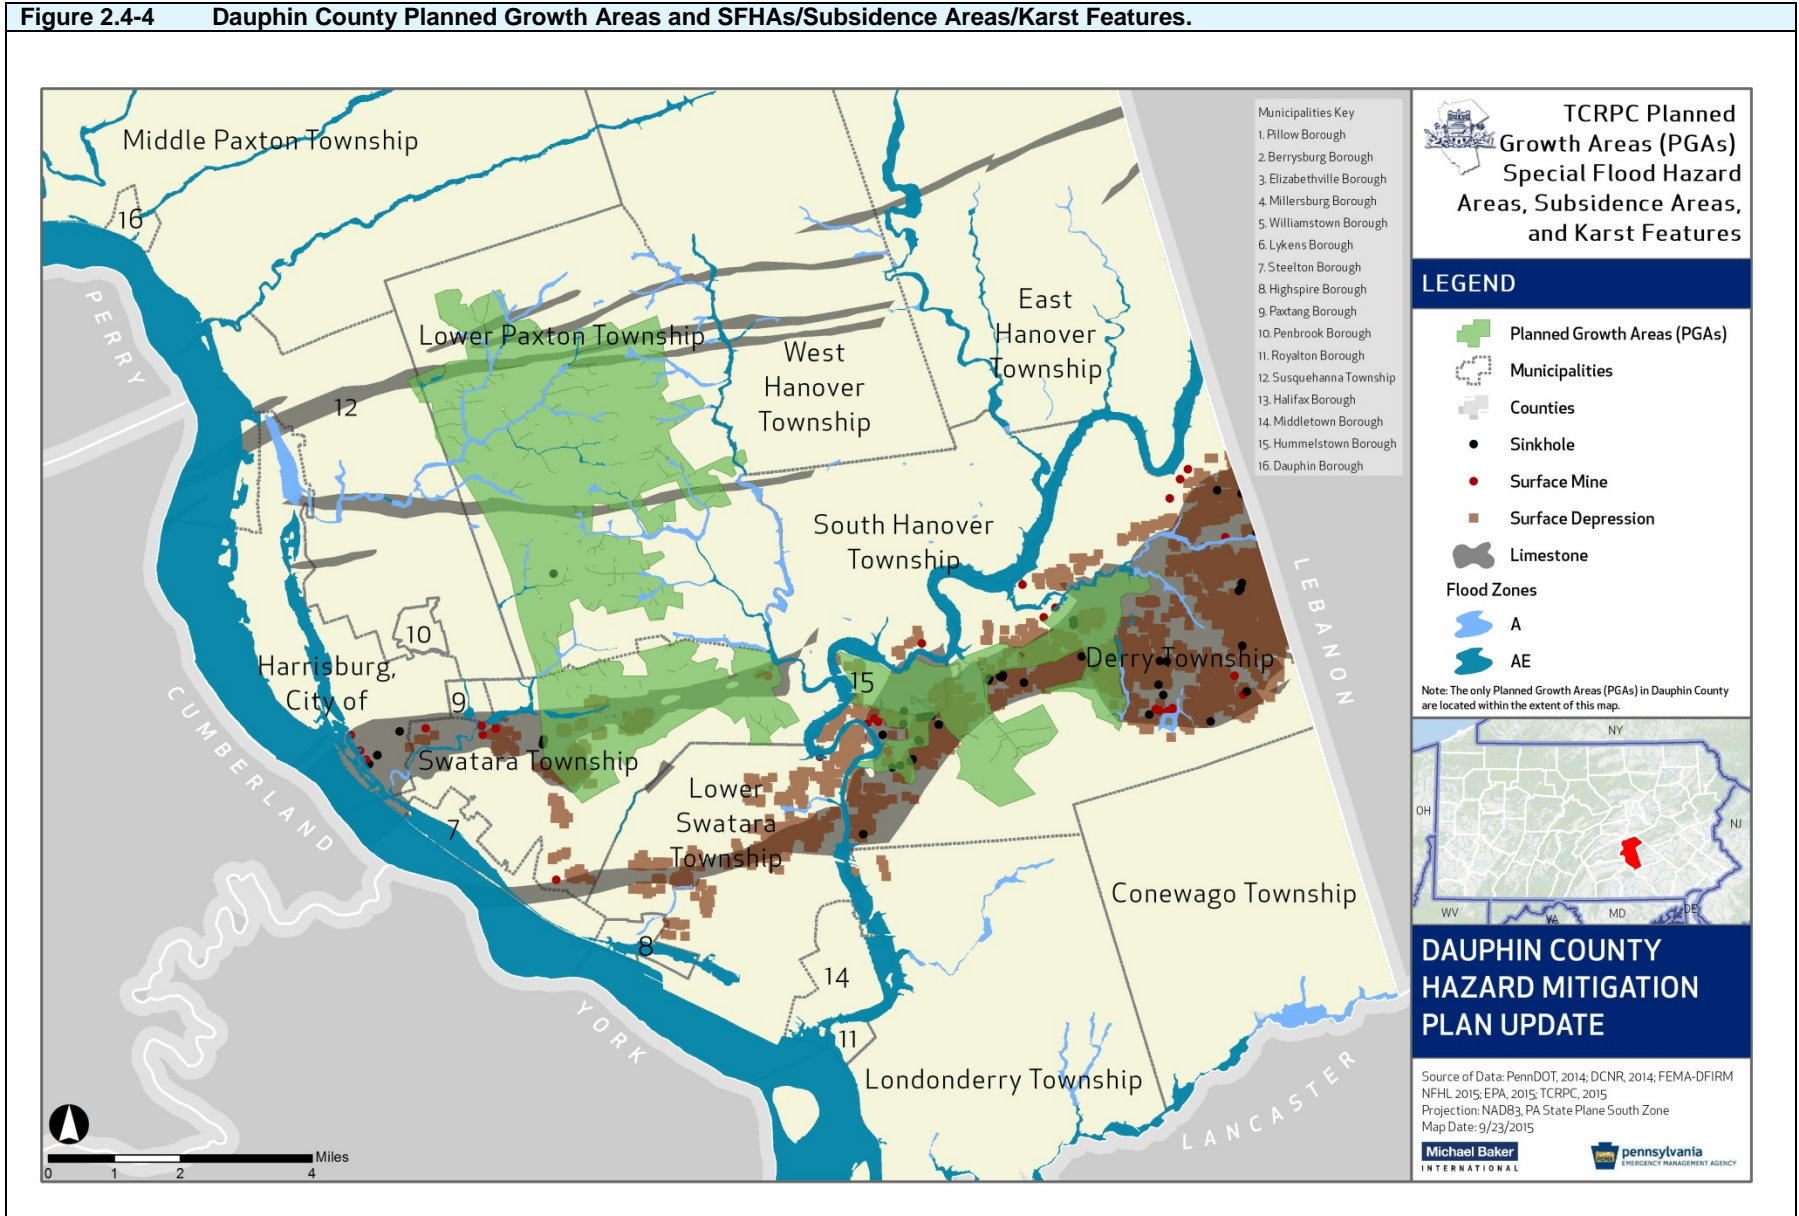 Figure 2.4-4 Dauphin County Planned Growth Areas and SFHAs/Subsidence Areas/Karst Features.
Middle Paxton Township
16
PERRY
Lower Paxton Township
12
West
Hanover
Township
East
Hanover
Township
South Hanover
Township
10
Harrisburg,
City of
9
15
Derry Township
LEBANON
CUMBERLAND
Swatara Township
7
Lower
Swatara
Township
8
14
11
Conewago Township
YORK
Londonderry Township
LANCASTER
0 1 2 4 Miles
Municipalities Key
1. Pillow Borough
2. Berrysburg Borough
3. Elizabethville Borough
4. Millersburg Borough
5. Williamstown Borough
6. Lykens Borough
7. Steelton Borough
8. Highspire Borough
9. Paxtang Borough
10. Penbrook Borough
11. Royalton Borough
12. Susquehanna Township
13. Halifax Borough
14. Middletown Borough
15. Hummelstown Borough
16. Dauphin Borough
TCRPC Planned
Growth Areas (PGAs)
Special Flood Hazard
Areas, Subsidence Areas,
and Karst Features
LEGEND
Planned Growth Areas (PGAs)
Municipalities
Counties
Sinkhole
Surface Mine
Surface Depression
Limestone
Flood Zones
A
AE
Note: The only Planned Growth Areas (PGAs) in Dauphin County
are located within the extent of this map.
NY
OH
NJ
WV
VA
MD
DE
DAUPHIN COUNTY
HAZARD MITIGATION
PLAN UPDATE
Source of Data: PennDOT, 2014; DCNR, 2014; FEMA-DFIRM
NFHL 2015; EPA, 2015; TCRPC, 2015
Projection: NAD83, PA State Plane South Zone
Map Date: 9/23/2015
Michael Baker
INTERNATIONAL
PEMA
pennsylvania
EMERGENCY MANAGEMENT AGENCY